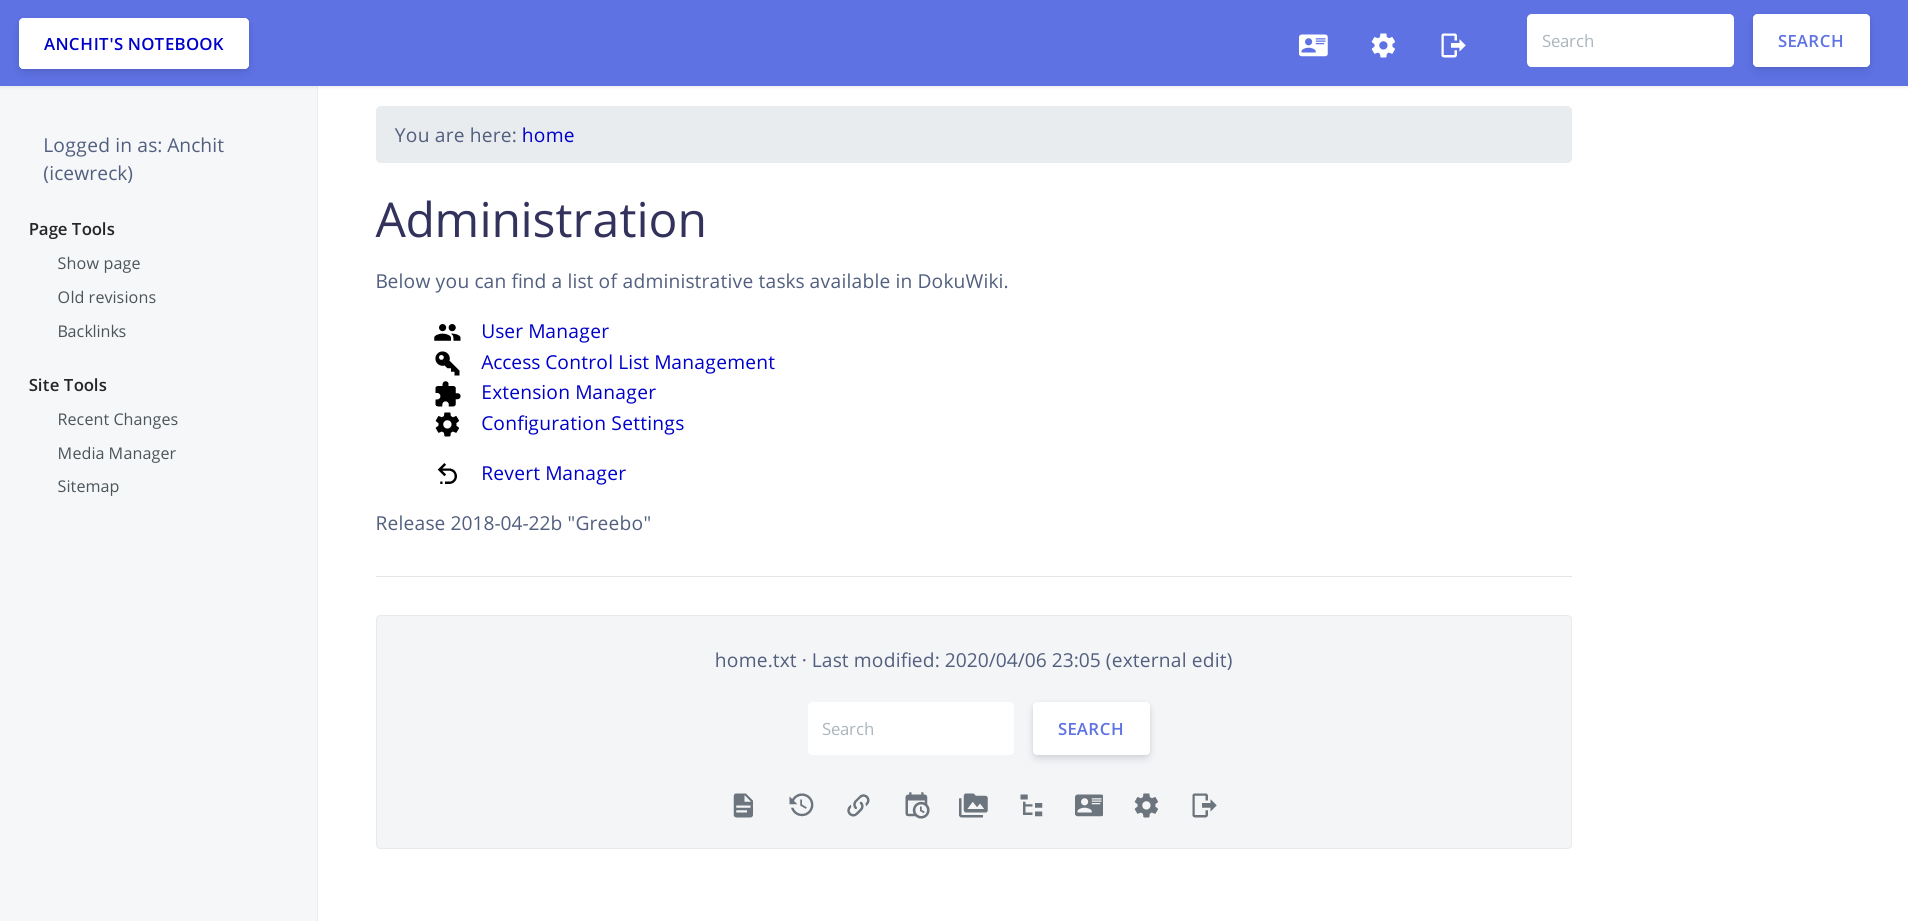 ANCHIT'S NOTEBOOK
Search
SEARCH
Logged in as: Anchit
(icewreck)
Page Tools
Show page
Old revisions
Backlinks
Site Tools
Recent Changes
Media Manager
Sitemap
You are here: home
Administration
Below you can find a list of administrative tasks available in DokuWiki.
User Manager
Access Control List Management
Extension Manager
Configuration Settings
Revert Manager
Release 2018-04-22b "Greebo"
home.txt · Last modified: 2020/04/06 23:05 (external edit)
Search
SEARCH